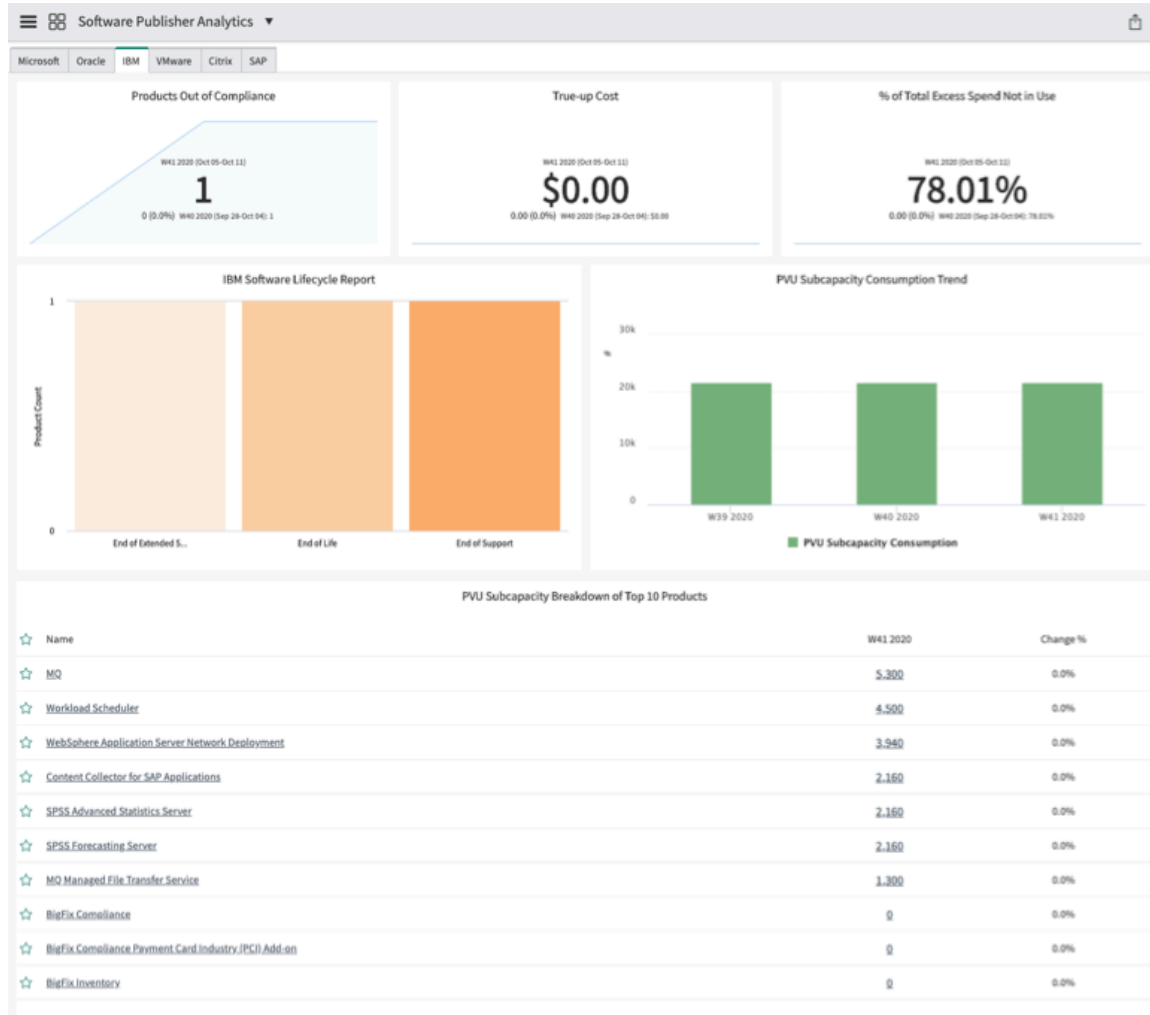 Software Publisher Analytics ▼
Microsoft Oracle IBM VMware Citrix SAP
Products Out of Compliance
W41 2020 (Oct 05-Oct 11)
1
0 (0.0%) W40 2020 (Sep 28-Oct 04): 1
True-up Cost
W41 2020 (Oct 05-Oct 11)
$0.00
0.00 (0.0%) W40 2020 (Sep 28-Oct 04): $0.00
% of Total Excess Spend Not in Use
W41 2020 (Oct 05-Oct 11)
78.01%
0.00 (0.0%) W40 2020 (Sep 28-Oct 04): 78.01%
IBM Software Lifecycle Report
Product Count
1
0
End of Extended S... End of Life End of Support
PVU Subcapacity Consumption Trend
%
30k
20k
10k
0
W39 2020 W40 2020 W41 2020
PVU Subcapacity Consumption
PVU Subcapacity Breakdown of Top 10 Products
Name W41 2020 Change %
MQ 5,300 0.0%
Workload Scheduler 4,500 0.0%
WebSphere Application Server Network Deployment 3,940 0.0%
Content Collector for SAP Applications 2,160 0.0%
SPSS Advanced Statistics Server 2,160 0.0%
SPSS Forecasting Server 2,160 0.0%
MQ Managed File Transfer Service 1,300 0.0%
BigFix Compliance 0 0.0%
BigFix Compliance Payment Card Industry (PCI) Add-on 0 0.0%
BigFix Inventory 0 0.0%